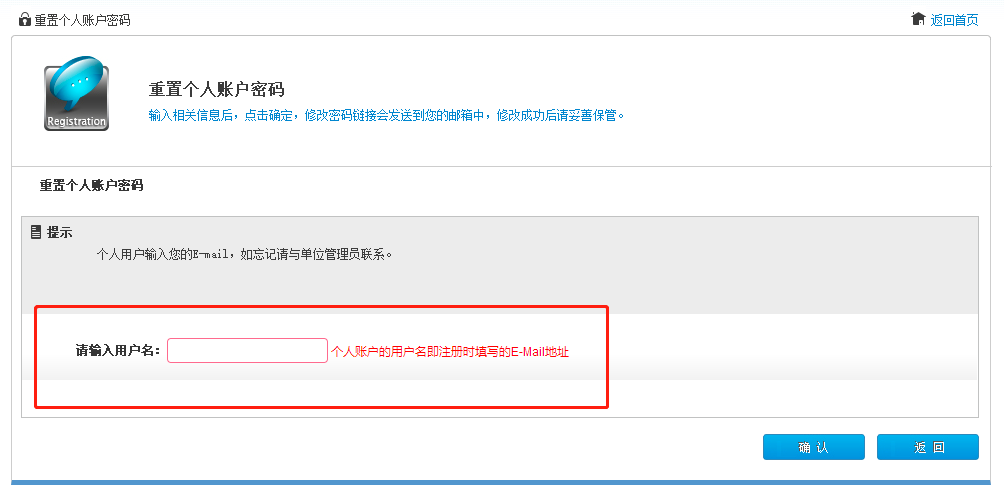 重置个人账户密码
返回首页
Registration
重置个人账户密码
输入相关信息后，点击确定，修改密码链接会发送到您的邮箱中，修改成功后请妥善保管。
重置个人账户密码
提示
个人用户输入您的E-mail，如忘记请与单位管理员联系。
请输入用户名： 个人账户的用户名即注册时填写的E-Mail地址
确 认
返 回